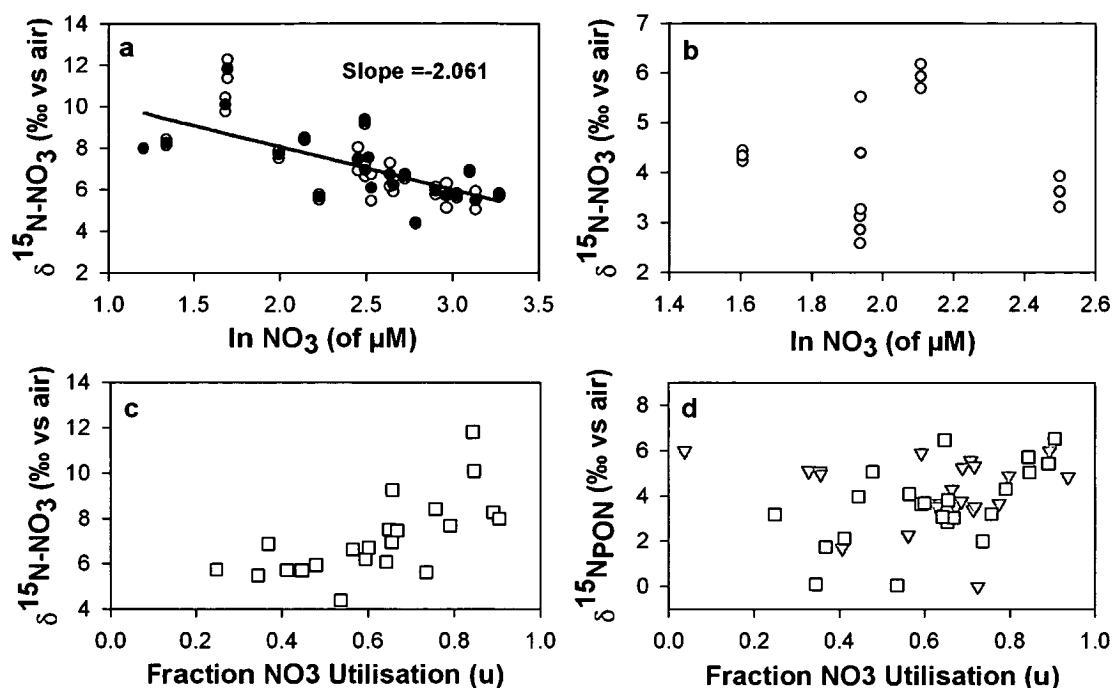 a
Slope =-2.061
14
12
10
8
6
4
2
δ 15N-NO3 (‰ vs air)
1.0 1.5 2.0 2.5 3.0 3.5
ln NO3 (of µM)
b
7
6
5
4
3
2
δ 15N-NO3 (‰ vs air)
1.4 1.6 1.8 2.0 2.2 2.4 2.6
ln NO3 (of µM)
c
14
12
10
8
6
4
δ 15N-NO3 (‰ vs air)
0.0 0.2 0.4 0.6 0.8 1.0
Fraction NO3 Utilisation (u)
d
8
6
4
2
0
δ 15NPON (‰ vs air)
0.0 0.2 0.4 0.6 0.8 1.0
Fraction NO3 Utilisation (u)